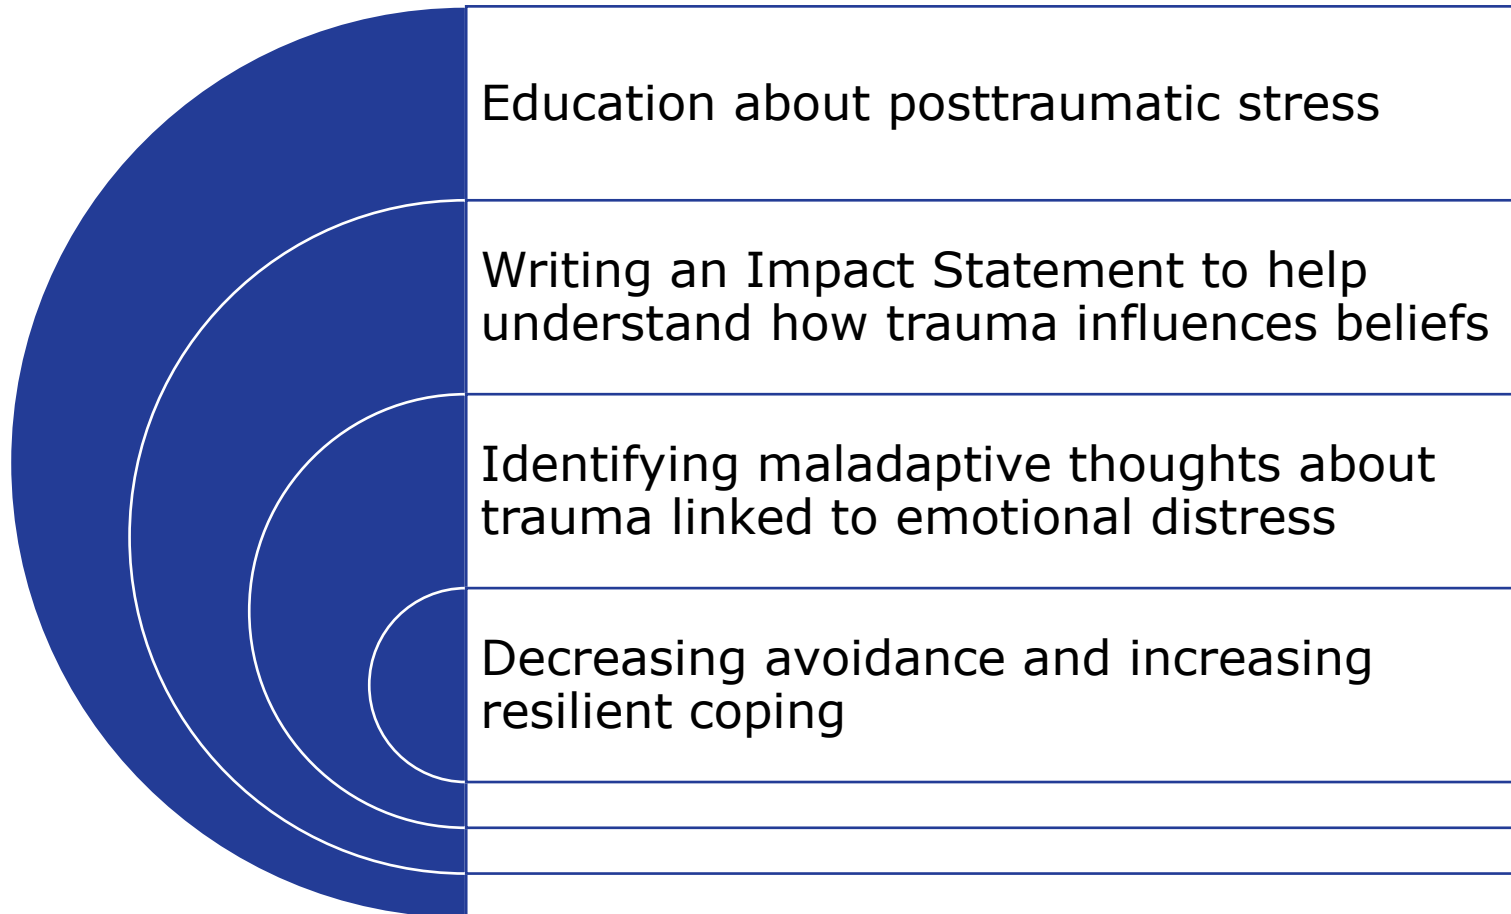 Education about posttraumatic stress
Writing an Impact Statement to help
understand how trauma influences beliefs
Identifying maladaptive thoughts about
trauma linked to emotional distress
Decreasing avoidance and increasing
resilient coping